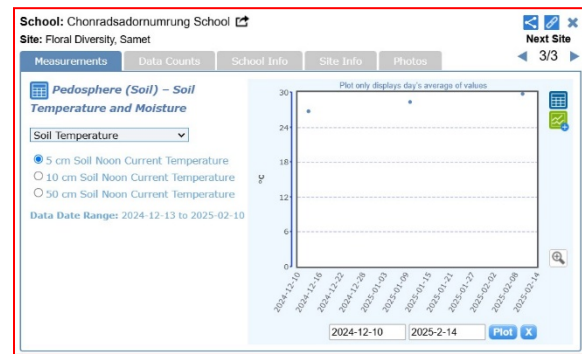 School: Chonradsadornumrung School
Site: Floral Diversity, Samet
Next Site
3/3
Measurements
Data Counts
School Info
Site Info
Photos
Pedosphere (Soil) – Soil
Temperature and Moisture
Soil Temperature
5 cm Soil Noon Current Temperature
10 cm Soil Noon Current Temperature
50 cm Soil Noon Current Temperature
Data Date Range: 2024-12-13 to 2025-02-10
Plot only displays day's average of values
30
24
18
12
6
0
°C
2024-12-10
2024-12-16
2024-12-22
2024-12-28
2025-01-03
2025-01-09
2025-01-15
2025-01-21
2025-01-27
2025-02-02
2025-02-08
2025-02-14
2024-12-10
2025-2-14
Plot
X